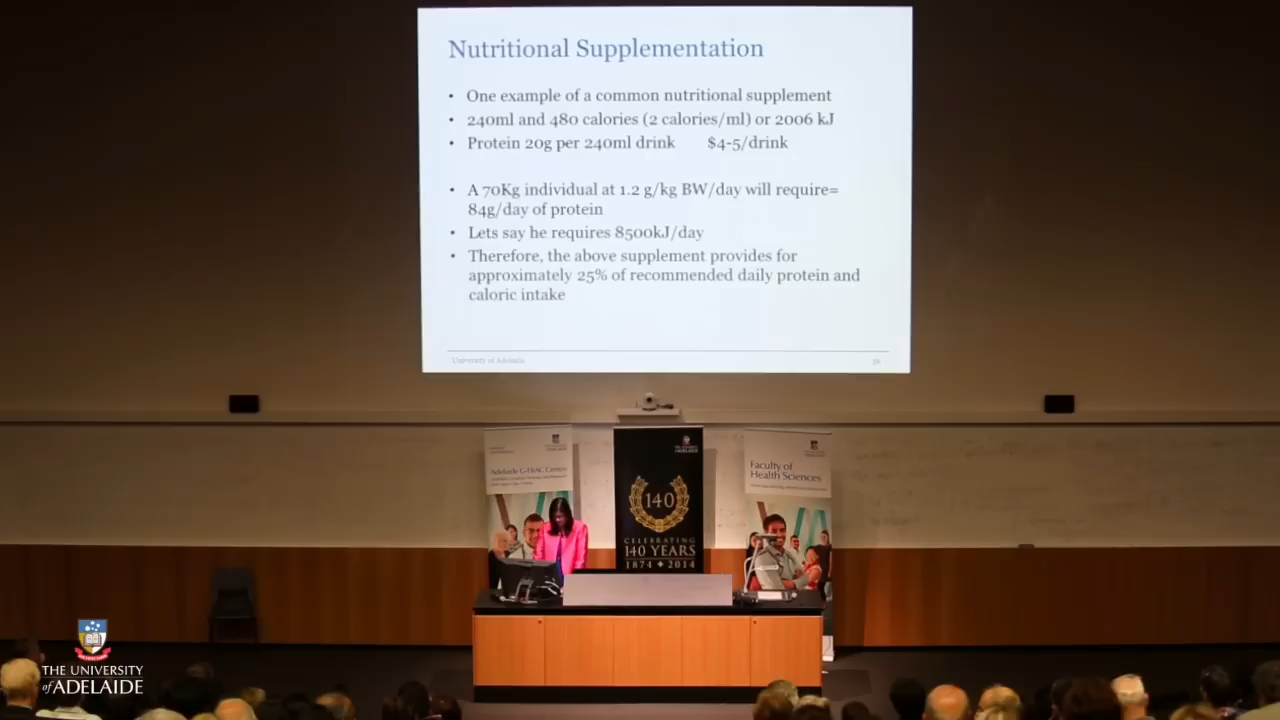 Nutritional Supplementation
• One example of a common nutritional supplement
• 240ml and 480 calories (2 calories/ml) or 2006 kJ
• Protein 20g per 240ml drink $4-5/drink
• A 70Kg individual at 1.2 g/kg BW/day will require=
84g/day of protein
• Lets say he requires 8500kJ/day
• Therefore, the above supplement provides for
approximately 25% of recommended daily protein and
caloric intake
University of Adelaide
Adelaide G-TRAC Centre
Faculty of
Health Sciences
THE UNIVERSITY
of ADELAIDE
140
CELEBRATING
140 YEARS
1874 ✦ 2014
THE UNIVERSITY
of ADELAIDE